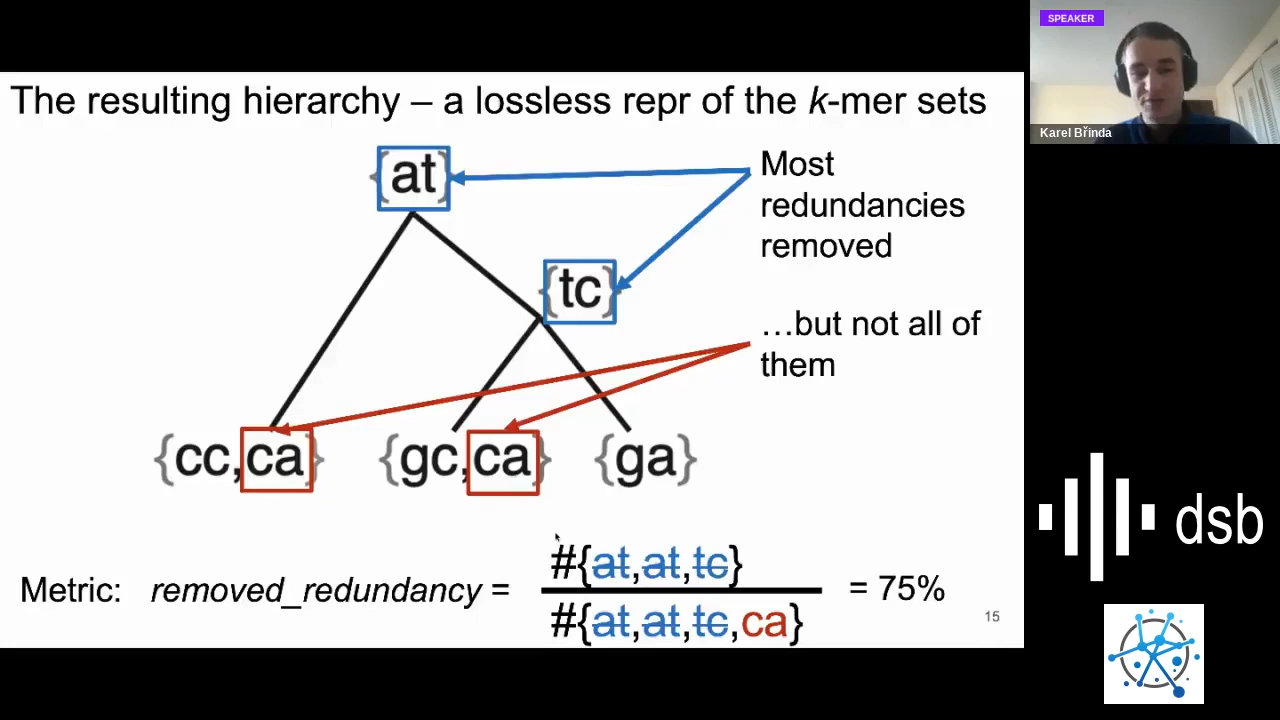 SPEAKER
Karel Břinda
The resulting hierarchy – a lossless repr of the k-mer sets
{at}
Most
redundancies
removed
{tc}
…but not all of
them
{cc,ca} {gc,ca} {ga}
#{at,at,tc}
Metric: removed_redundancy = = 75%
#{at,at,tc,ca}
15
dsb